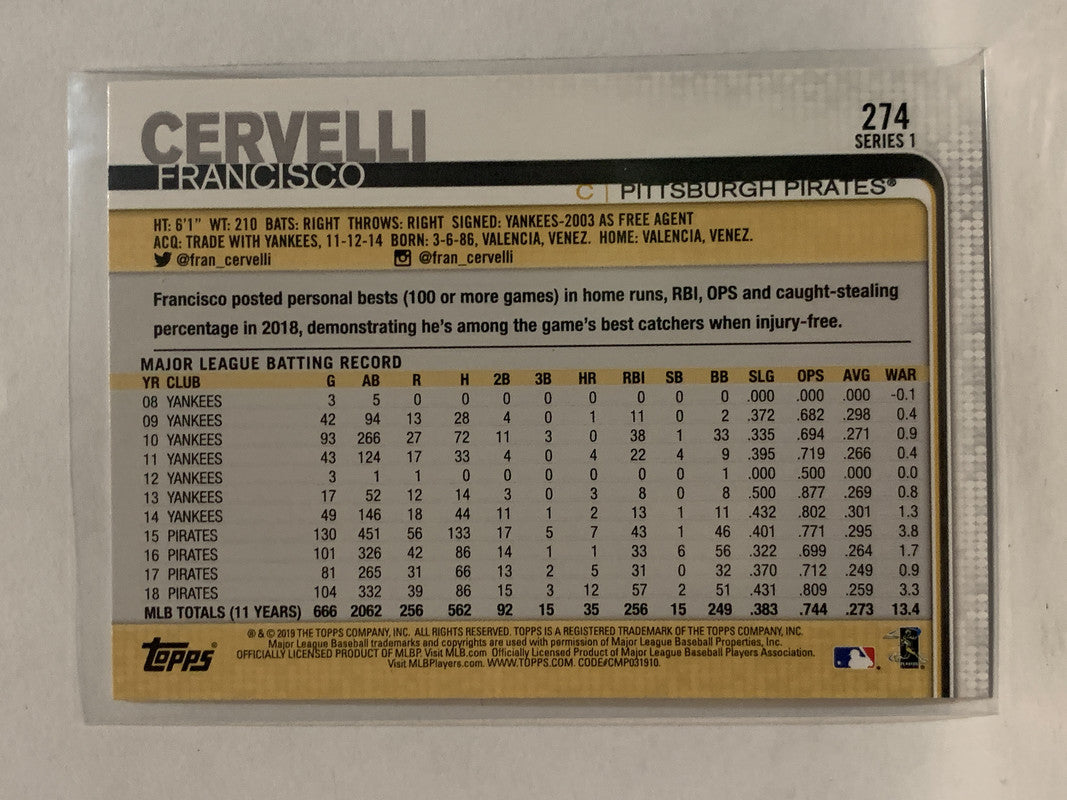 CERVELLI
274
SERIES 1
FRANCISCO
C | PITTSBURGH PIRATES®
HT: 6'1" WT: 210 BATS: RIGHT THROWS: RIGHT SIGNED: YANKEES-2003 AS FREE AGENT
ACQ: TRADE WITH YANKEES, 11-12-14 BORN: 3-6-86, VALENCIA, VENEZ. HOME: VALENCIA, VENEZ.
@fran_cervelli @fran_cervelli
Francisco posted personal bests (100 or more games) in home runs, RBI, OPS and caught-stealing
percentage in 2018, demonstrating he's among the game's best catchers when injury-free.
MAJOR LEAGUE BATTING RECORD
YR CLUB G AB R H 2B 3B HR RBI SB BB SLG OPS AVG WAR
08 YANKEES 3 5 0 0 0 0 0 0 0 0 .000 .000 .000 -0.1
09 YANKEES 42 94 13 28 4 0 1 11 0 2 .372 .682 .298 0.4
10 YANKEES 93 266 27 72 11 3 0 38 1 33 .335 .694 .271 0.9
11 YANKEES 43 124 17 33 4 0 4 22 4 9 .395 .719 .266 0.4
12 YANKEES 3 1 1 0 0 0 0 0 0 1 .000 .500 .000 0.0
13 YANKEES 17 52 12 14 3 0 3 8 0 8 .500 .877 .269 0.8
14 YANKEES 49 146 18 44 11 1 2 13 1 11 .432 .802 .301 1.3
15 PIRATES 130 451 56 133 17 5 7 43 1 46 .401 .771 .295 3.8
16 PIRATES 101 326 42 86 14 1 1 33 6 56 .322 .699 .264 1.7
17 PIRATES 81 265 31 66 13 2 5 31 0 32 .370 .712 .249 0.9
18 PIRATES 104 332 39 86 15 3 12 57 2 51 .431 .809 .259 3.3
MLB TOTALS (11 YEARS) 666 2062 256 562 92 15 35 256 15 249 .383 .744 .273 13.4
® & © 2019 THE TOPPS COMPANY, INC. ALL RIGHTS RESERVED. TOPPS IS A REGISTERED TRADEMARK OF THE TOPPS COMPANY, INC.
Major League Baseball trademarks and copyrights are used with permission of Major League Baseball Properties, Inc.
OFFICIALLY LICENSED PRODUCT OF MLBP. Visit MLB.com Officially Licensed Product of Major League Baseball Players Association.
Visit MLBPlayers.com. WWW.TOPPS.COM. CODE#CMP031910.
TOPPS®